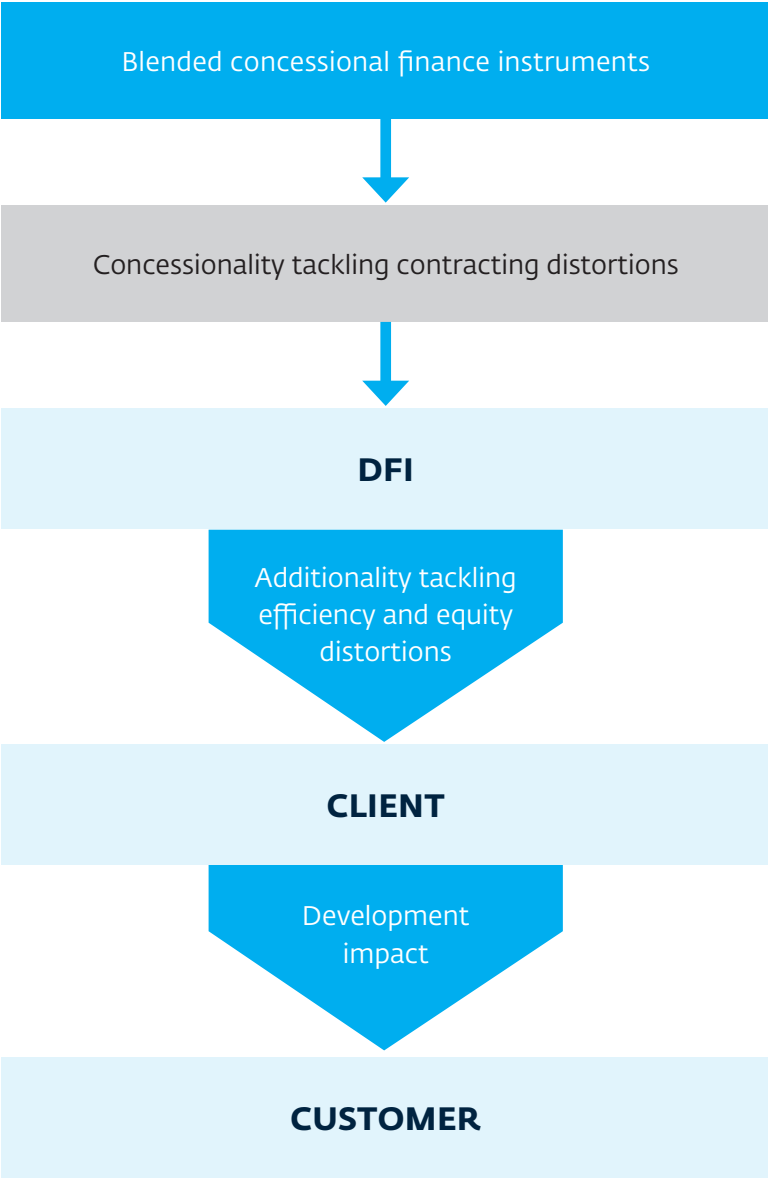 Blended concessional finance instruments
Concessionality tackling contracting distortions
DFI
Additionality tackling
efficiency and equity
distortions
CLIENT
Development
impact
CUSTOMER